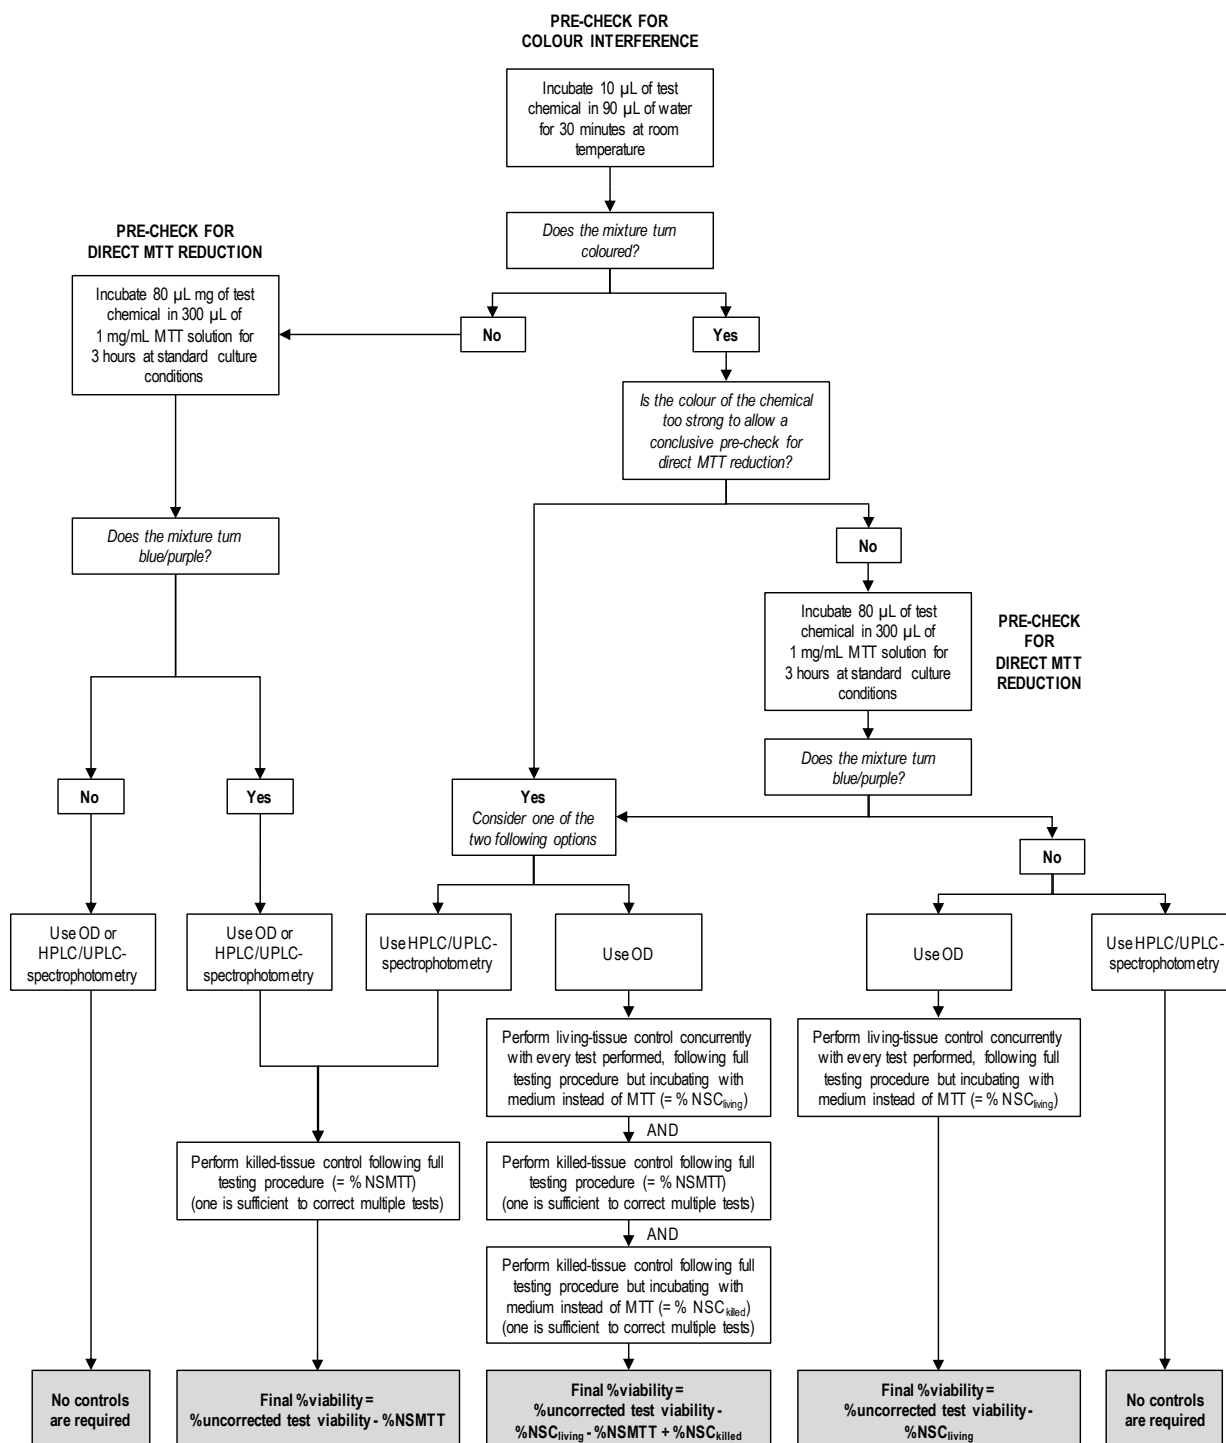 PRE-CHECK FOR
COLOUR INTERFERENCE
Incubate 10 µL of test
chemical in 90 µL of water
for 30 minutes at room
temperature
Does the mixture turn
coloured?
No
Yes
PRE-CHECK FOR
DIRECT MTT REDUCTION
Incubate 80 µL mg of test
chemical in 300 µL of
1 mg/mL MTT solution for
3 hours at standard culture
conditions
Is the colour of the chemical
too strong to allow a
conclusive pre-check for
direct MTT reduction?
Does the mixture turn
blue/purple?
No
Incubate 80 µL of test
chemical in 300 µL of
1 mg/mL MTT solution for
3 hours at standard culture
conditions
PRE-CHECK
FOR
DIRECT MTT
REDUCTION
Does the mixture turn
blue/purple?
No
Yes
Yes
Consider one of the
two following options
No
Use OD or
HPLC/UPLC-
spectrophotometry
Use OD or
HPLC/UPLC-
spectrophotometry
Use HPLC/UPLC-
spectrophotometry
Use OD
Use OD
Use HPLC/UPLC-
spectrophotometry
Perform living-tissue control concurrently
with every test performed, following full
testing procedure but incubating with
medium instead of MTT (= % NSCliving)
Perform living-tissue control concurrently
with every test performed, following full
testing procedure but incubating with
medium instead of MTT (= % NSCliving)
AND
Perform killed-tissue control following full
testing procedure (= % NSMTT)
(one is sufficient to correct multiple tests)
Perform killed-tissue control following full
testing procedure (= % NSMTT)
(one is sufficient to correct multiple tests)
AND
Perform killed-tissue control following full
testing procedure but incubating with
medium instead of MTT (= % NSCkilled)
(one is sufficient to correct multiple tests)
No controls
are required
Final %viability =
%uncorrected test viability - %NSMTT
Final %viability =
%uncorrected test viability -
%NSCliving - %NSMTT + %NSCkilled
Final %viability =
%uncorrected test viability-
%NSCliving
No controls
are required